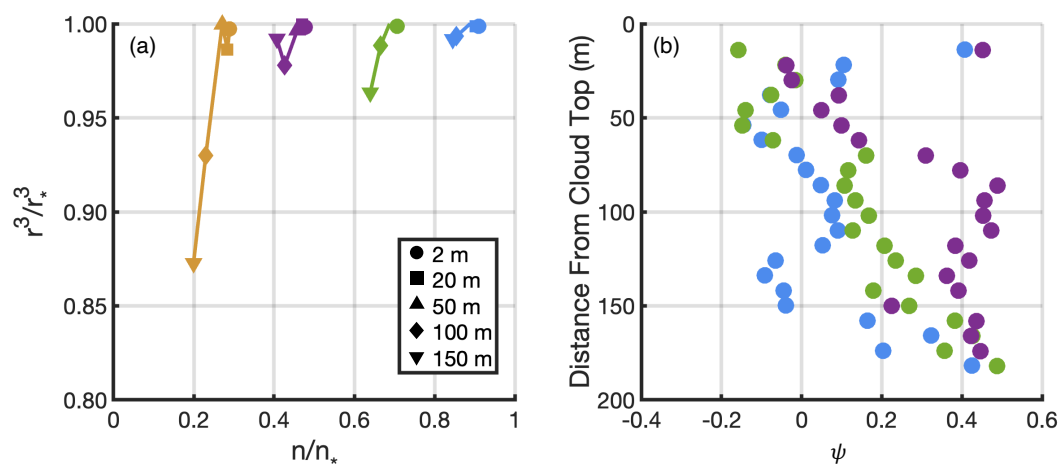 (a)
1.00
0.95
0.90
0.85
0.80
r³/r*³
0
0.2
0.4
0.6
0.8
1
n/n*
2 m
20 m
50 m
100 m
150 m
(b)
0
50
100
150
200
Distance From Cloud Top (m)
-0.4
-0.2
0
0.2
0.4
0.6
ψ